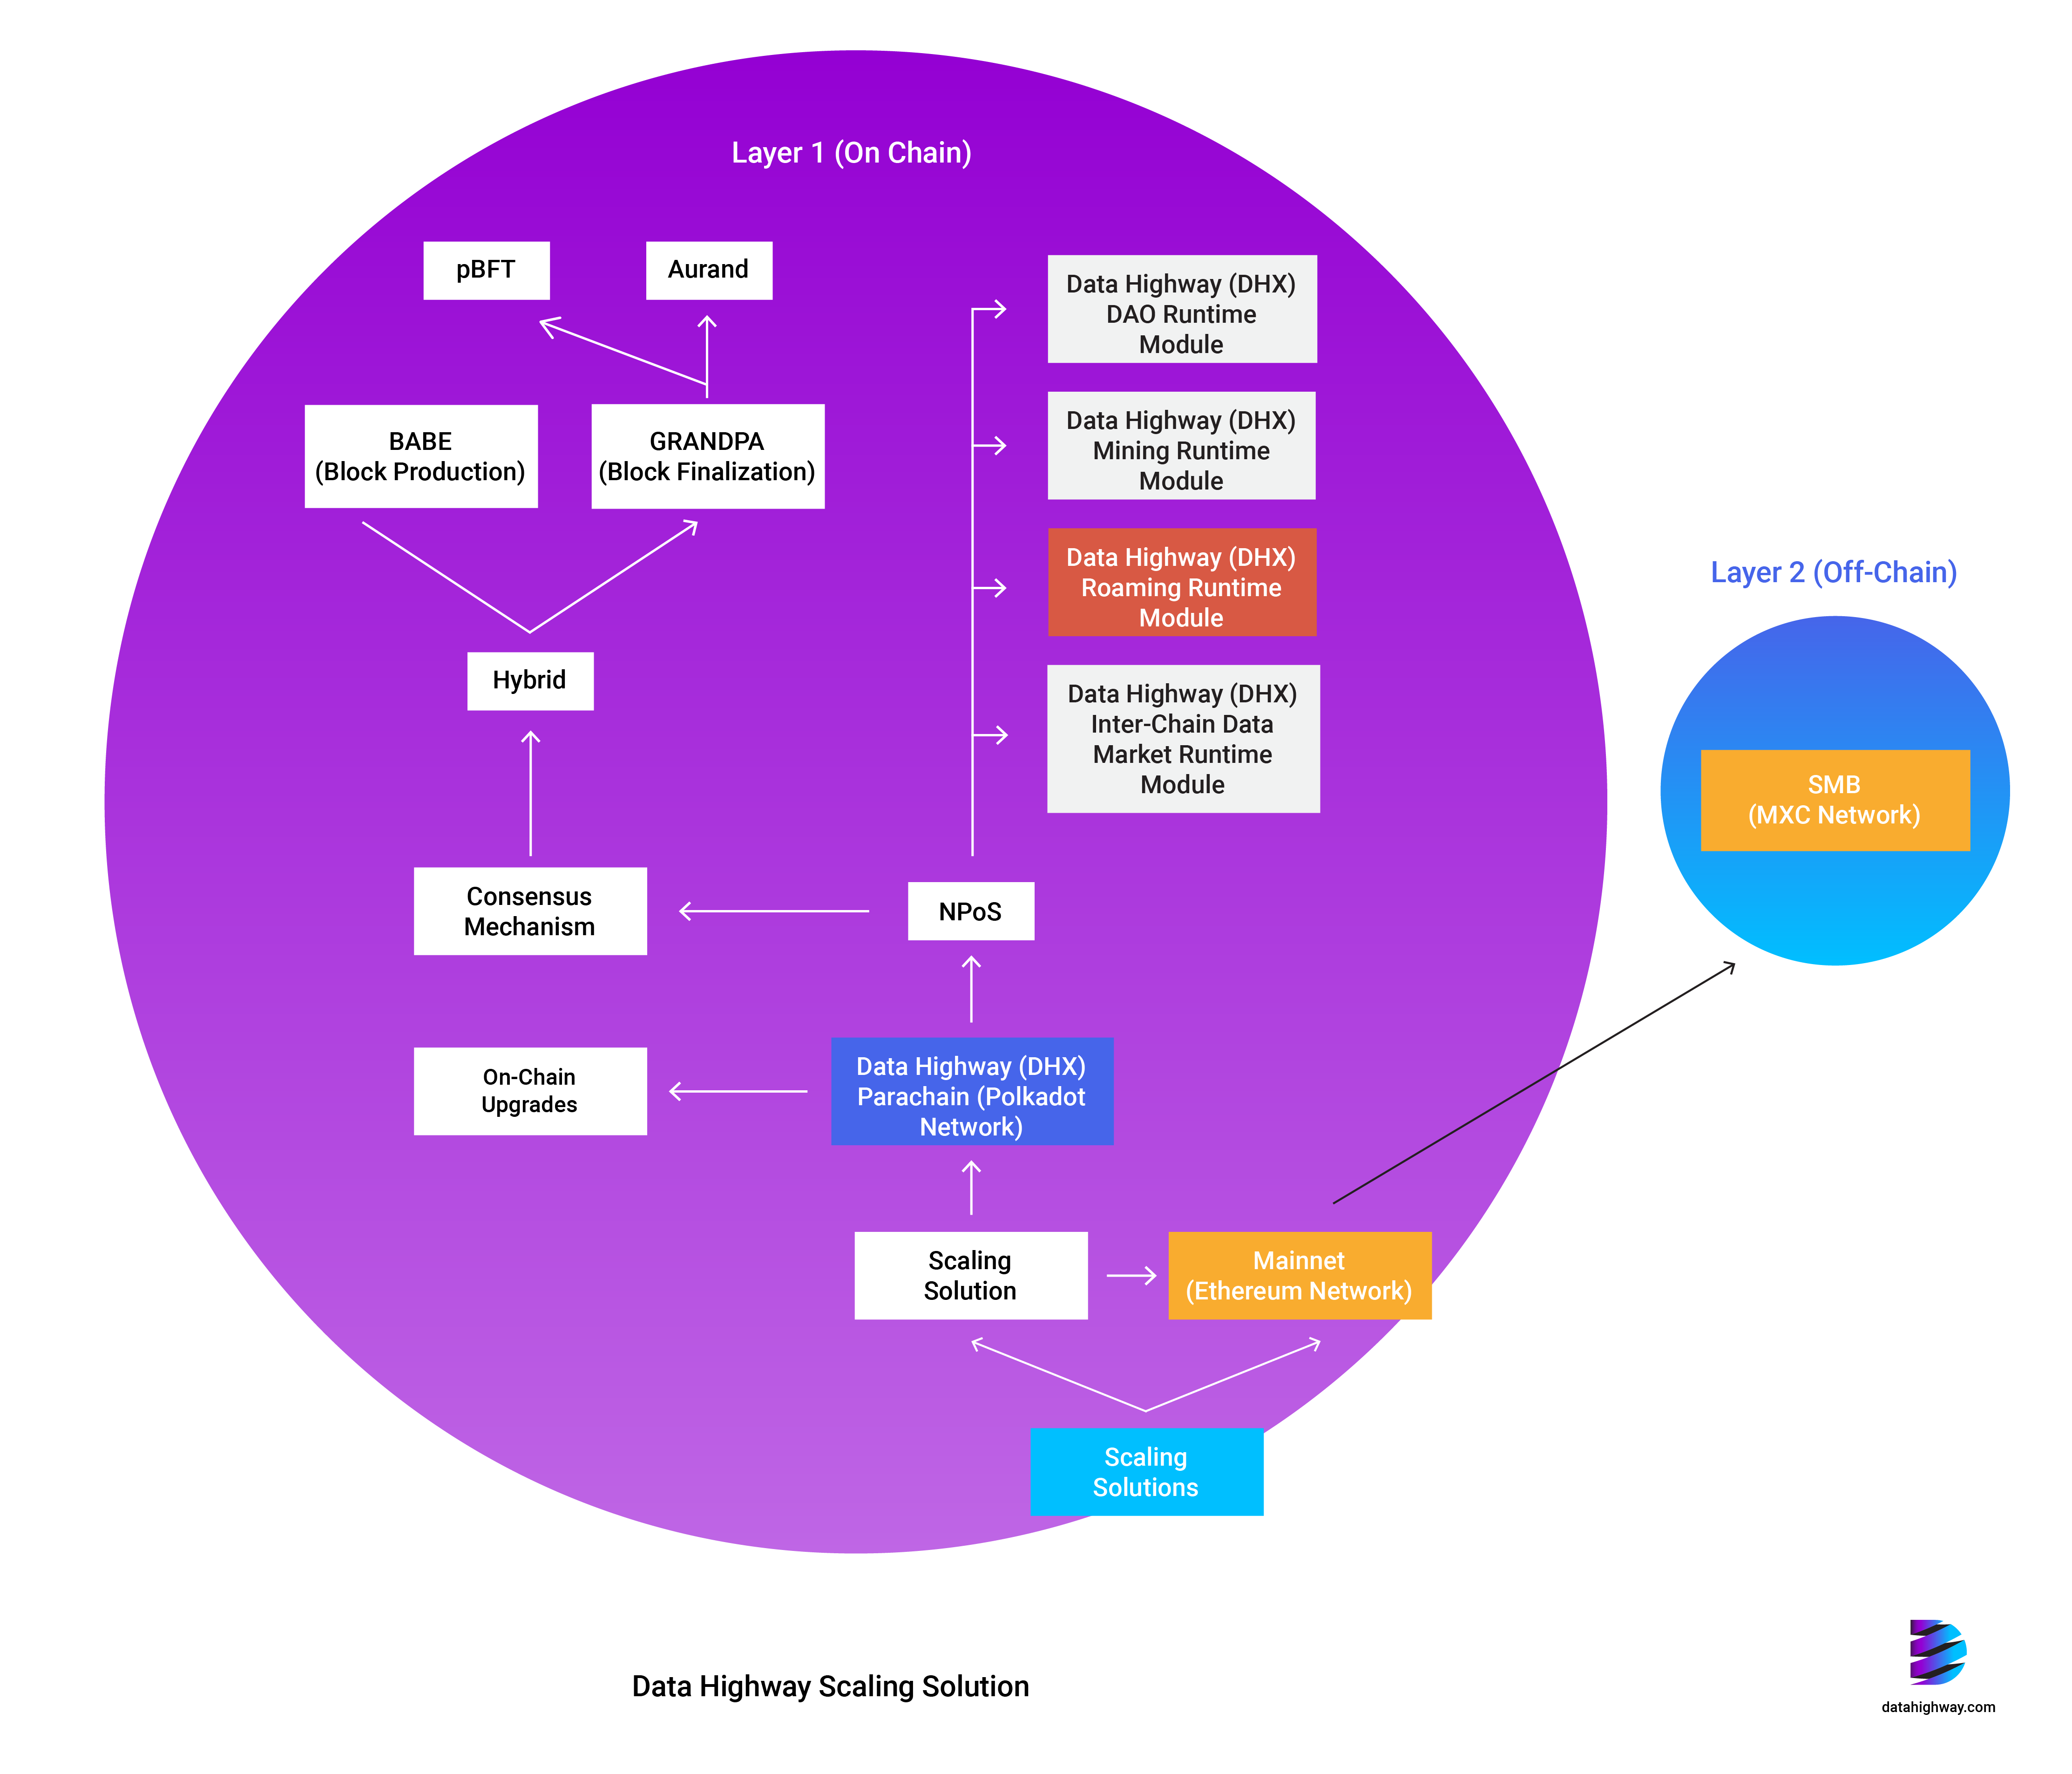 Layer 1 (On Chain)
pBFT
Aurand
Data Highway (DHX)
DAO Runtime
Module
BABE
(Block Production)
GRANDPA
(Block Finalization)
Data Highway (DHX)
Mining Runtime
Module
Data Highway (DHX)
Roaming Runtime
Module
Layer 2 (Off-Chain)
Hybrid
Data Highway (DHX)
Inter-Chain Data
Market Runtime
Module
SMB
(MXC Network)
Consensus
Mechanism
NPoS
On-Chain
Upgrades
Data Highway (DHX)
Parachain (Polkadot
Network)
Scaling
Solution
Mainnet
(Ethereum Network)
Scaling
Solutions
Data Highway Scaling Solution
datahighway.com